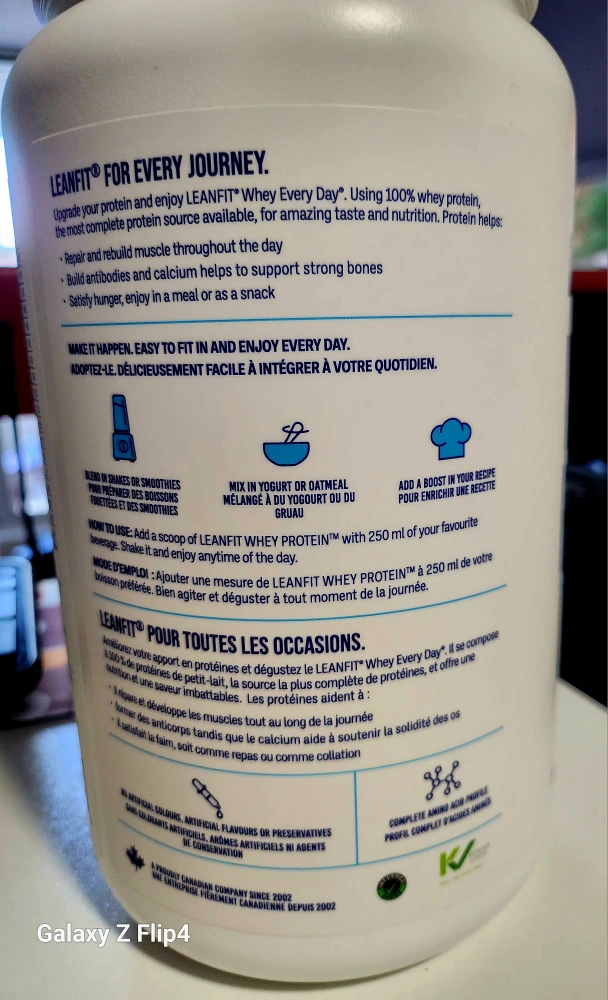 LEANFIT® FOR EVERY JOURNEY.
Upgrade your protein and enjoy LEANFIT® Whey Every Day®. Using 100% whey protein,
the most complete protein source available, for amazing taste and nutrition. Protein helps:
• Repair and rebuild muscle throughout the day
• Build antibodies and calcium helps to support strong bones
• Satisfy hunger, enjoy in a meal or as a snack
MAKE IT HAPPEN. EASY TO FIT IN AND ENJOY EVERY DAY.
ADOPTEZ-LE. DÉLICIEUSEMENT FACILE À INTÉGRER À VOTRE QUOTIDIEN.
BLEND IN SHAKES OR SMOOTHIES
POUR PRÉPARER DES BOISSONS
FOUETTÉES ET DES SMOOTHIES
MIX IN YOGURT OR OATMEAL
MÉLANGÉ À DU YOGOURT OU DU
GRUAU
ADD A BOOST IN YOUR RECIPE
POUR ENRICHIR UNE RECETTE
HOW TO USE: Add a scoop of LEANFIT WHEY PROTEIN™ with 250 ml of your favourite
beverage. Shake it and enjoy anytime of the day.
MODE D'EMPLOI : Ajouter une mesure de LEANFIT WHEY PROTEIN™ à 250 ml de votre
boisson préférée. Bien agiter et déguster à tout moment de la journée.
LEANFIT® POUR TOUTES LES OCCASIONS.
Améliorez votre apport en protéines et dégustez le LEANFIT® Whey Every Day®. Il se compose
à 100 % de protéines de petit-lait, la source la plus complète de protéines, et offre une
nutrition et une saveur imbattables. Les protéines aident à :
• répare et développe les muscles tout au long de la journée
• former des anticorps tandis que le calcium aide à soutenir la solidité des os
• satisfait la faim, soit comme repas ou comme collation
NO ARTIFICIAL COLOURS, ARTIFICIAL FLAVOURS OR PRESERVATIVES
SANS COLORANTS ARTIFICIELS, ARÔMES ARTIFICIELS NI AGENTS
DE CONSERVATION
COMPLETE AMINO ACID PROFILE
PROFIL COMPLET D'ACIDES AMINÉS
A PROUDLY CANADIAN COMPANY SINCE 2002
UNE ENTREPRISE FIÈREMENT CANADIENNE DEPUIS 2002
Galaxy Z Flip4